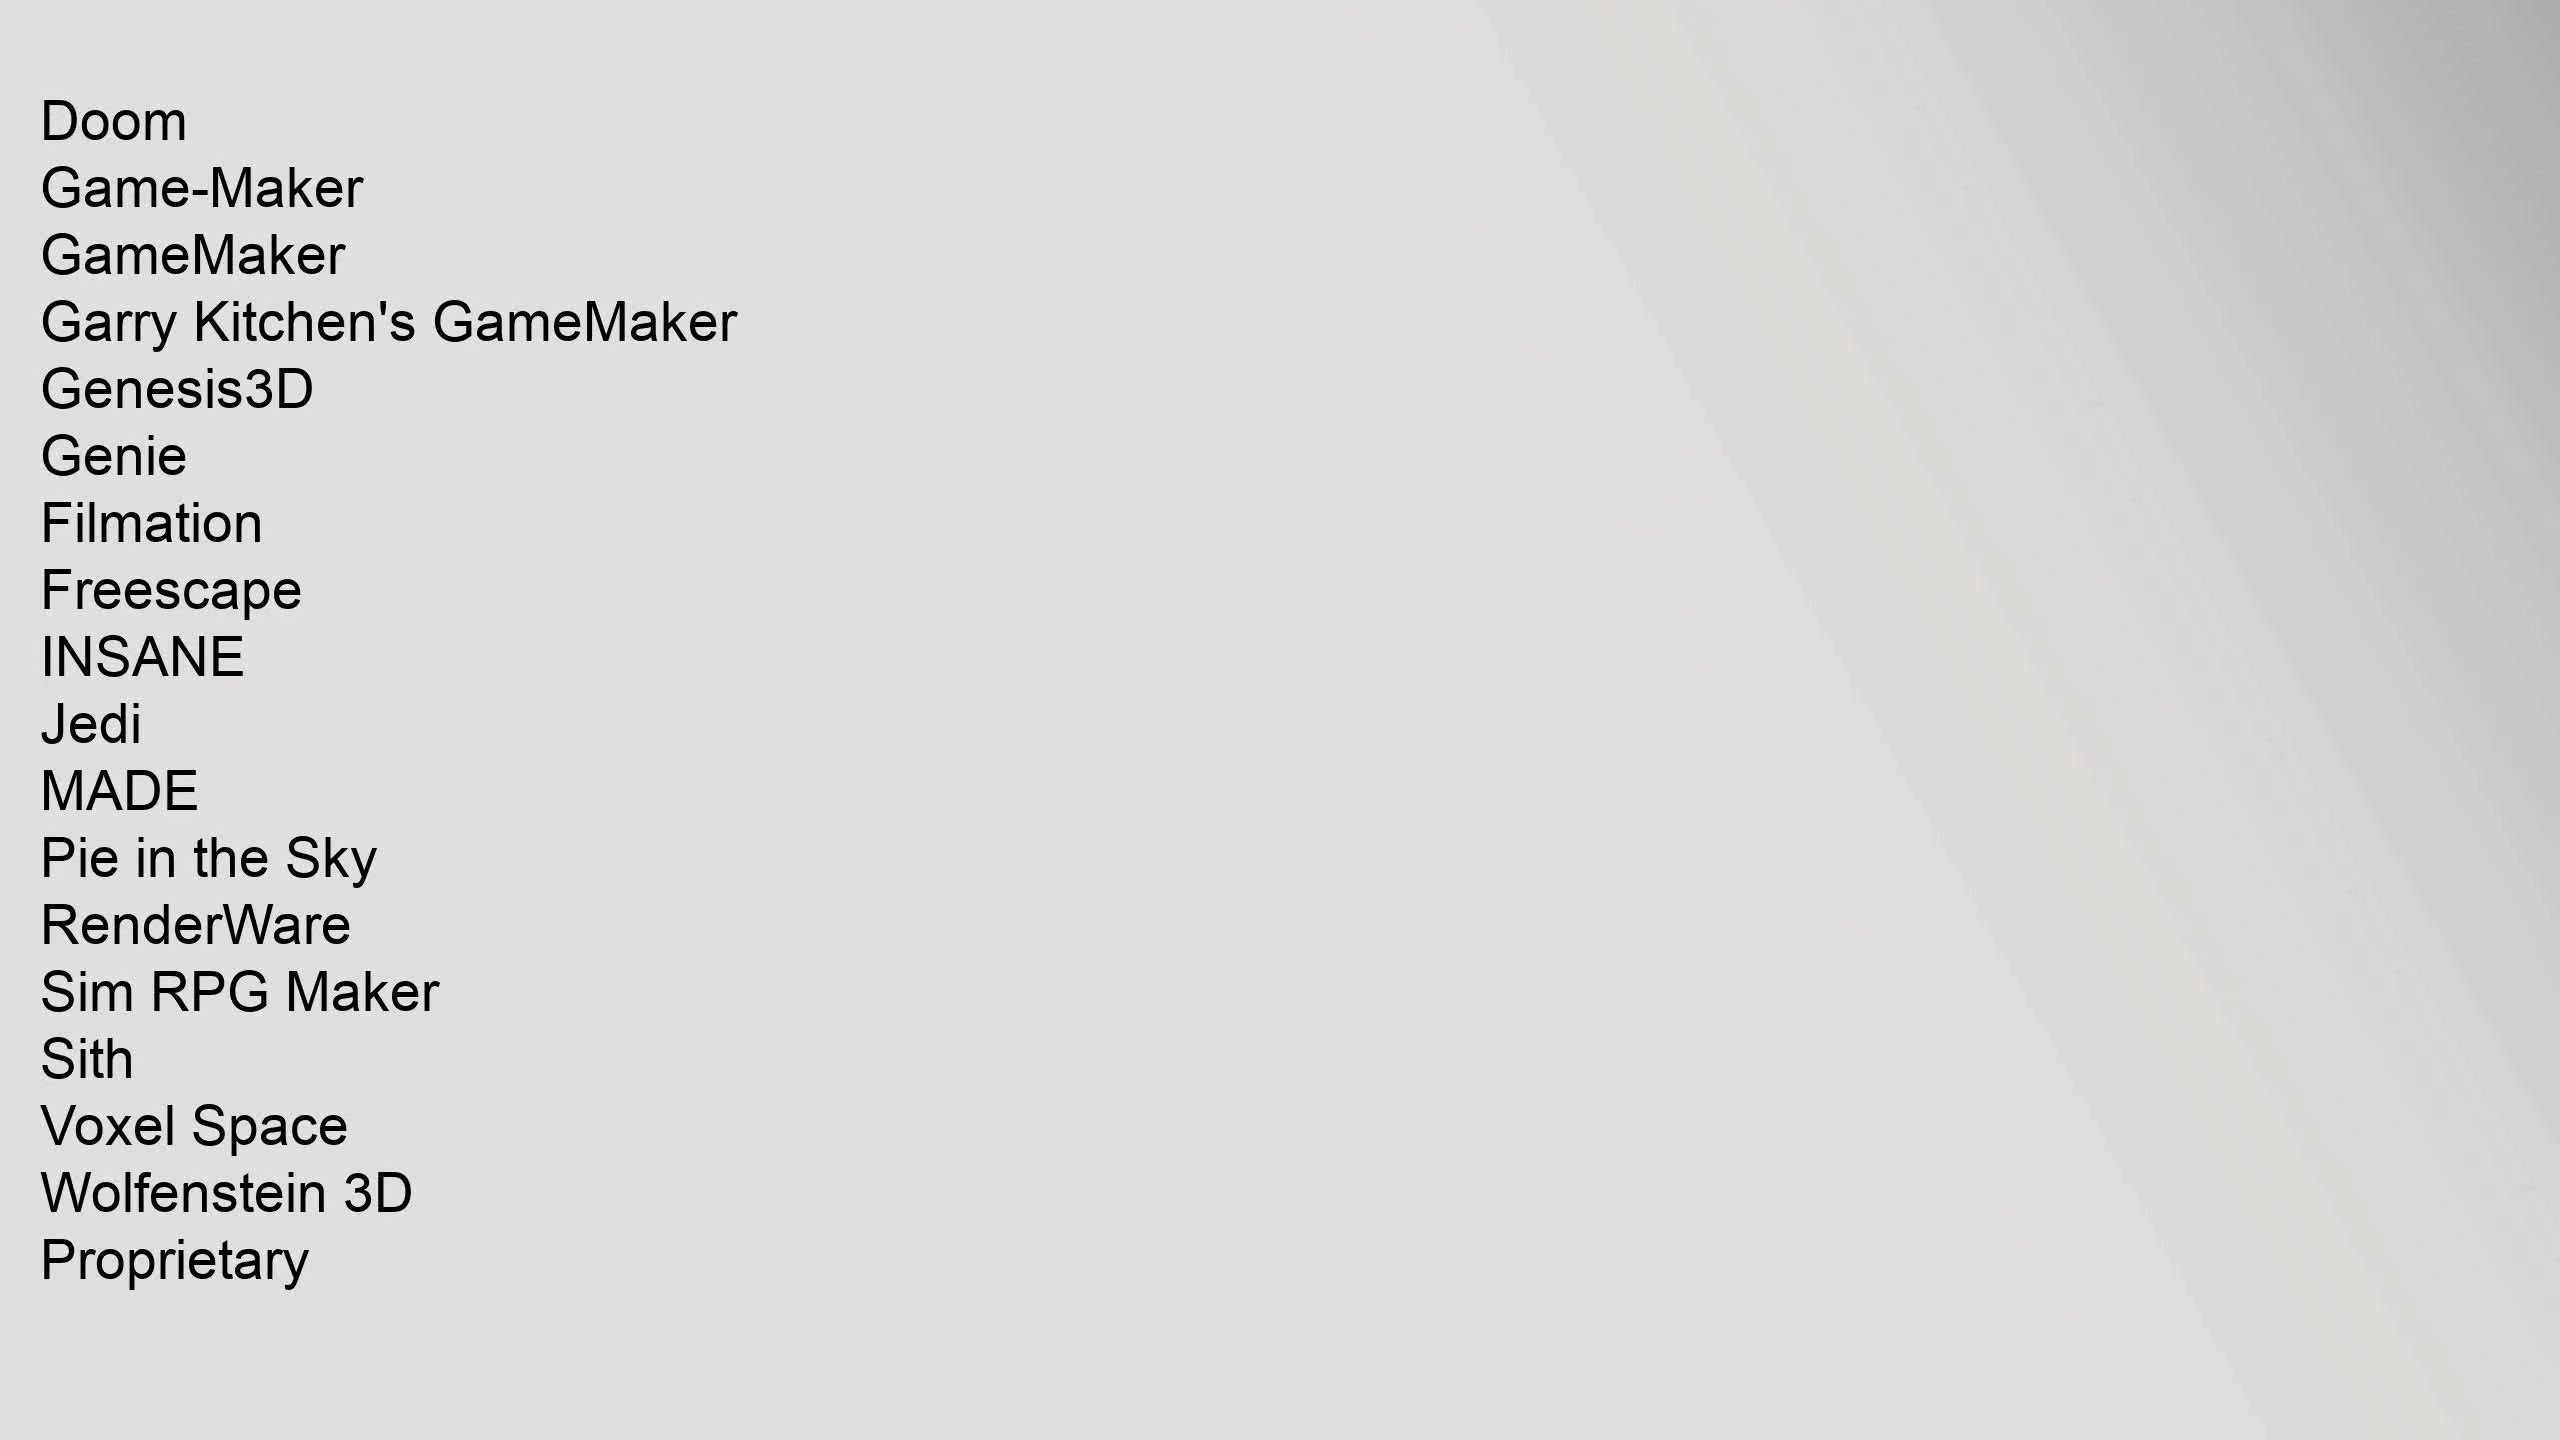 Doom
Game-Maker
GameMaker
Garry Kitchen's GameMaker
Genesis3D
Genie
Filmation
Freescape
INSANE
Jedi
MADE
Pie in the Sky
RenderWare
Sim RPG Maker
Sith
Voxel Space
Wolfenstein 3D
Proprietary